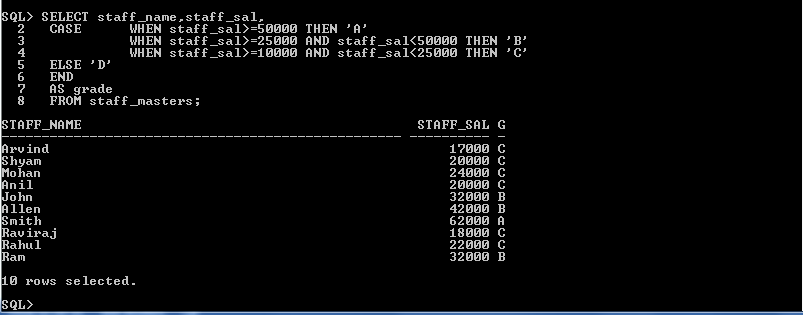 SQL> SELECT staff_name,staff_sal,
  2    CASE      WHEN staff_sal>=50000 THEN 'A'
  3              WHEN staff_sal>=25000 AND staff_sal<50000 THEN 'B'
  4              WHEN staff_sal>=10000 AND staff_sal<25000 THEN 'C'
  5    ELSE 'D'
  6    END
  7    AS grade
  8    FROM staff_masters;
STAFF_NAME                                          STAFF_SAL G
-------------------------------------------------- ---------- -
Arvind                                                  17000 C
Shyam                                                   20000 C
Mohan                                                   24000 C
Anil                                                    20000 C
John                                                    32000 B
Allen                                                   42000 B
Smith                                                   62000 A
Raviraj                                                 18000 C
Rahul                                                   22000 C
Ram                                                     32000 B
10 rows selected.
SQL>